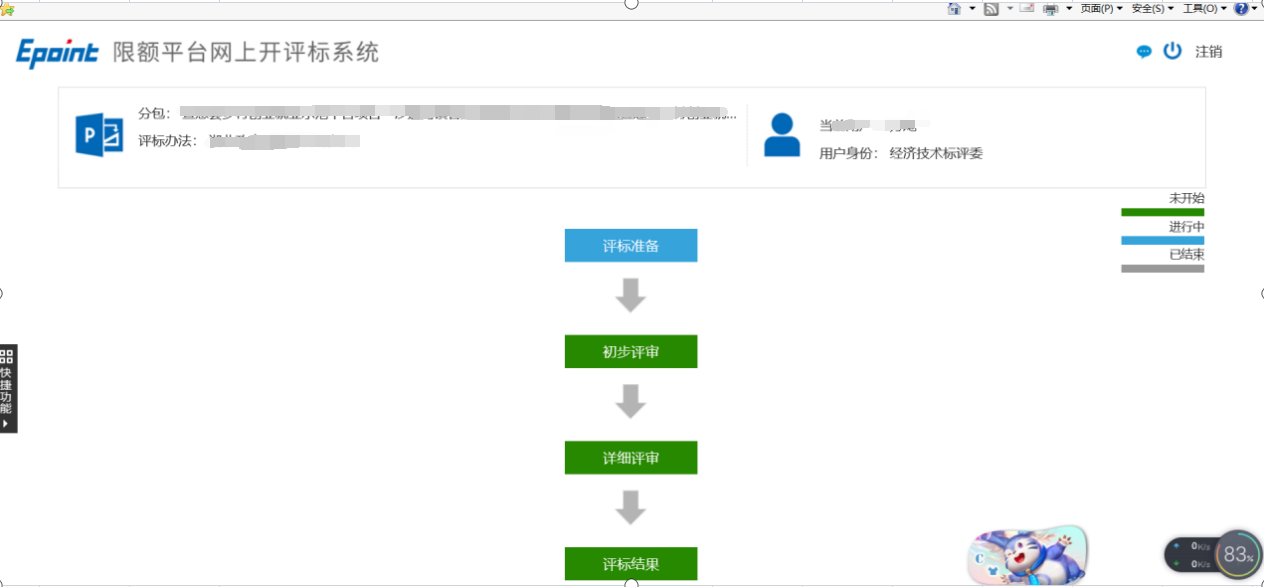 页面(P) 安全(S) 工具(O)
Epoint 限额平台网上开评标系统
注销
分包：
评标办法：
用户身份： 经济技术标评委
未开始
进行中
已结束
评标准备
初步评审
详细评审
评标结果
快捷功能
0K/s
0K/s
83%